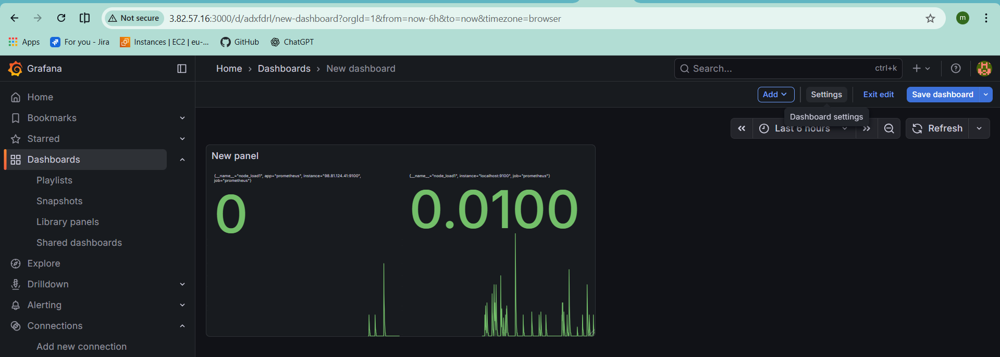 Not secure 3.82.57.16:3000/d/adxfdrl/new-dashboard?orgId=1&from=now-6h&to=now&timezone=browser m
Apps For you - Jira Instances | EC2 | eu-... GitHub ChatGPT
Grafana
Home › Dashboards › New dashboard
Search... ctrl+k
Add Settings Exit edit Save dashboard
Dashboard settings
Last 6 hours Refresh
Home
Bookmarks
Starred
Dashboards
Playlists
Snapshots
Library panels
Shared dashboards
Explore
Drilldown
Alerting
Connections
Add new connection
New panel
{__name__="node_load1", app="prometheus", instance="98.81.124.41:9100",
job="prometheus"}
0
{__name__="node_load1", instance="localhost:9100", job="prometheus"}
0.0100